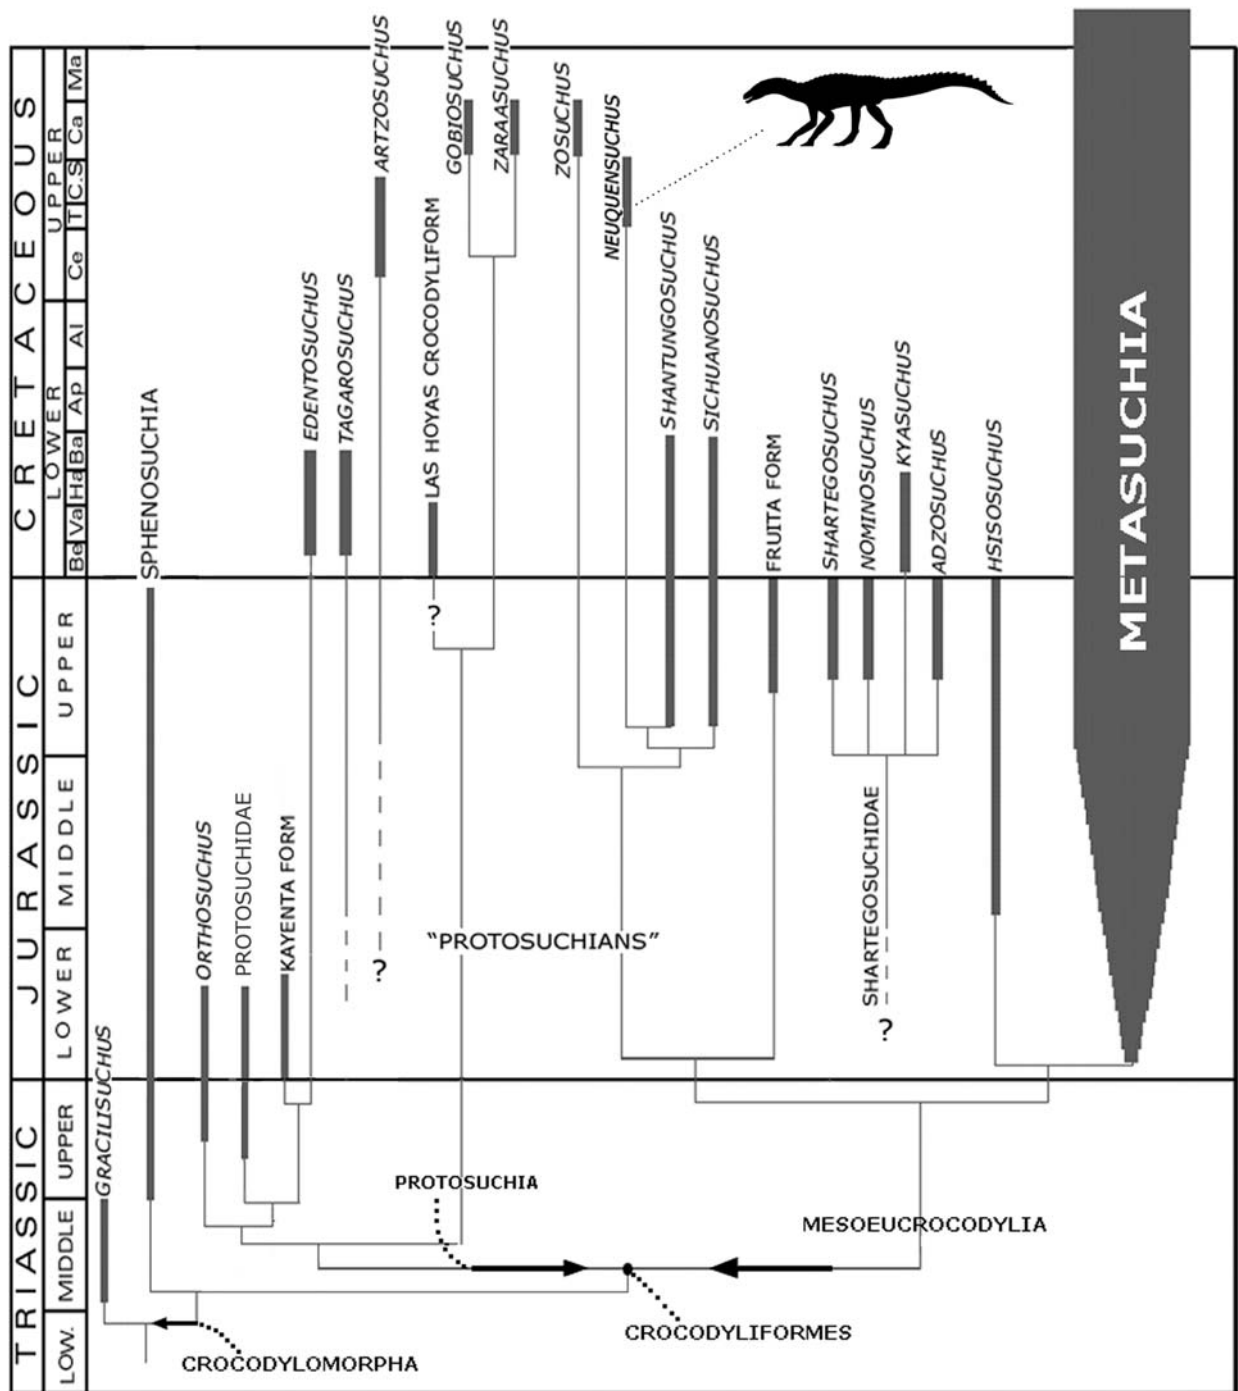 CRETACEOUS
UPPER
LOWER
Ma
Ca
C.S
T
Ce
Al
Ap
Ba
Ha
Va
Be
JURASSIC
UPPER
MIDDLE
LOWER
TRIASSIC
UPPER
MIDDLE
LOW.
GRACILISUCHUS
SPHENOSUCHIA
ORTHOSUCHUS
PROTOSUCHIDAE
KAYENTA FORM
EDENTOSUCHUS
TAGAROSUCHUS
ARTZOSUCHUS
?
LAS HOYAS CROCODYLIFORM
?
GOBIOSUCHUS
ZARAASUCHUS
ZOSUCHUS
NEUQUENSUCHUS
SHANTUNGOSUCHUS
SICHUANOSUCHUS
FRUITA FORM
SHARTEGOSUCHUS
NOMINOSUCHUS
KYASUCHUS
ADZOSUCHUS
SHARTEGOSUCHIDAE
?
HSISOSUCHUS
METASUCHIA
“PROTOSUCHIANS”
PROTOSUCHIA
MESOEUCROCODYLIA
CROCODYLIFORMES
CROCODYLOMORPHA